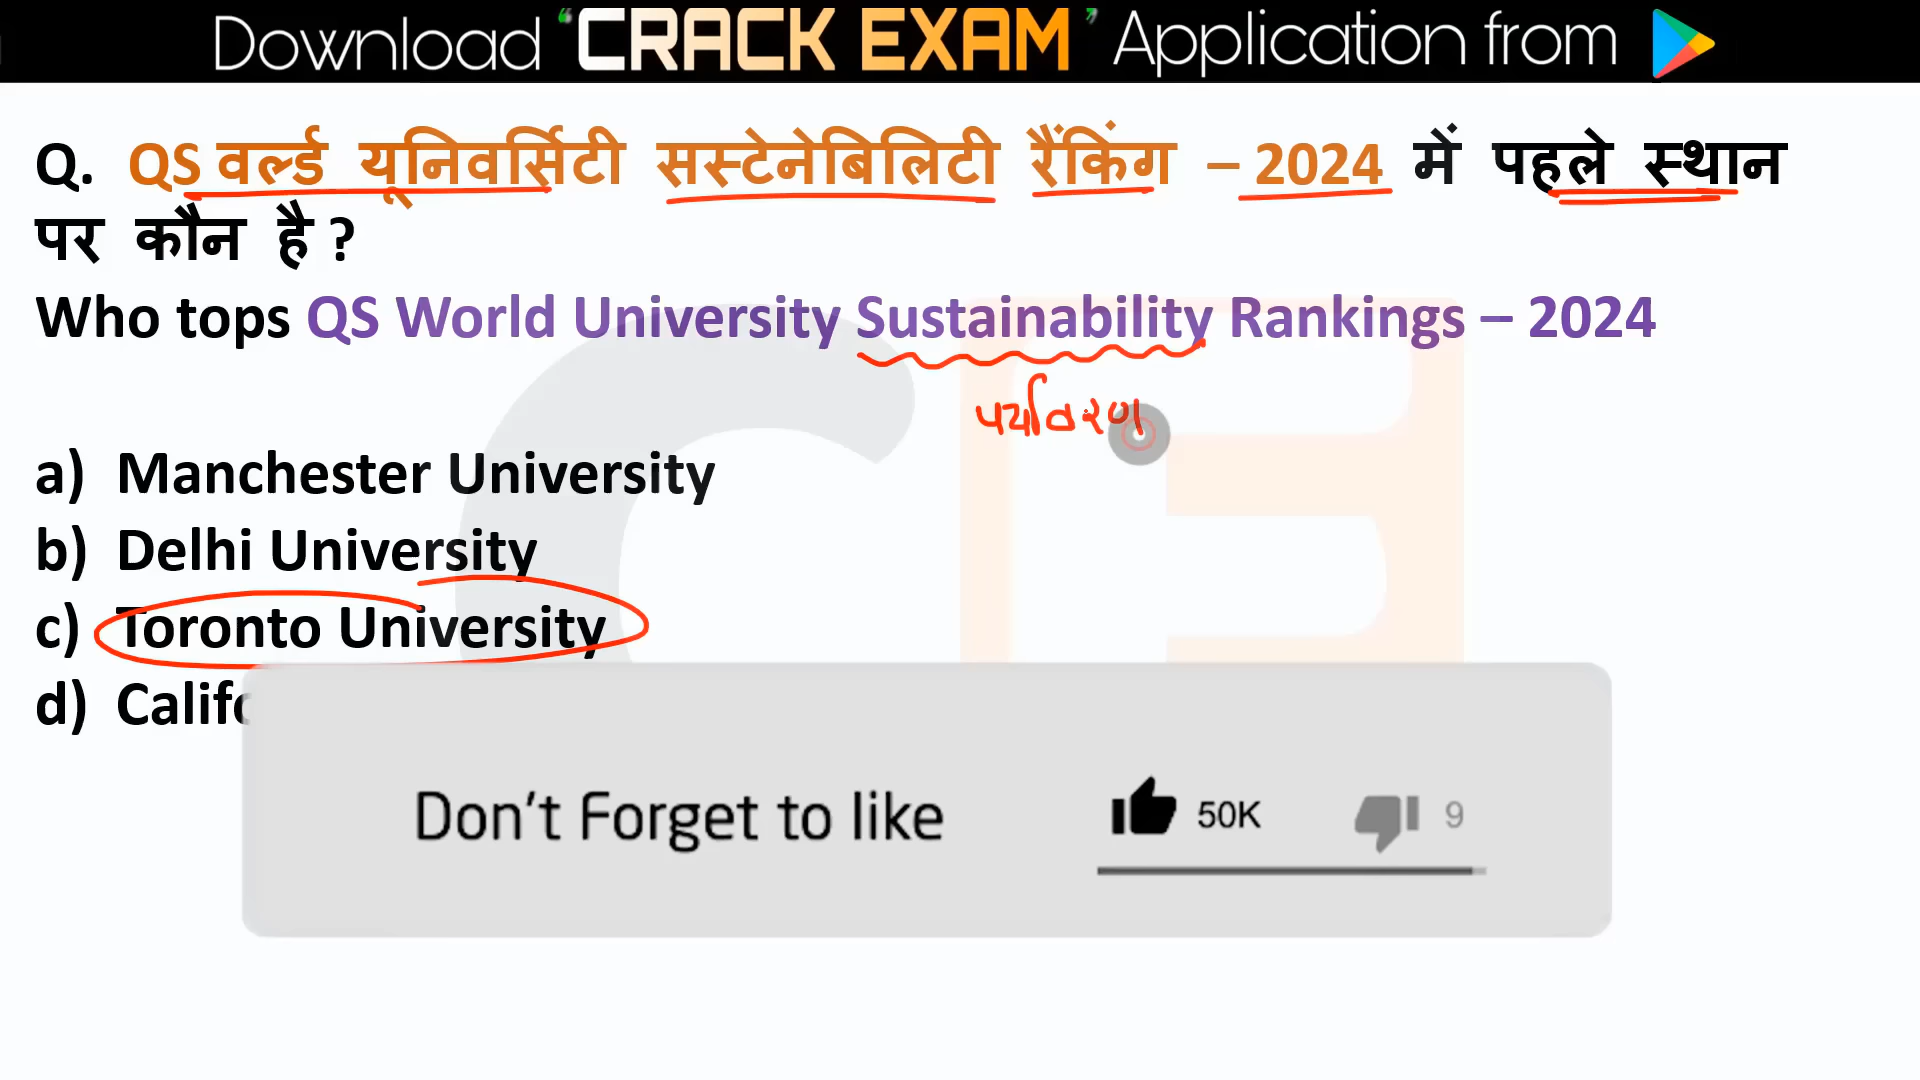 Download 'CRACK EXAM' Application from
Q. QS वर्ल्ड यूनिवर्सिटी सस्टेनेबिलिटी रैंकिंग – 2024 में पहले स्थान
पर कौन है ?
Who tops QS World University Sustainability Rankings – 2024
पर्यावरण
a) Manchester University
b) Delhi University
c) Toronto University
d) Califo
Don't Forget to like 50K 9